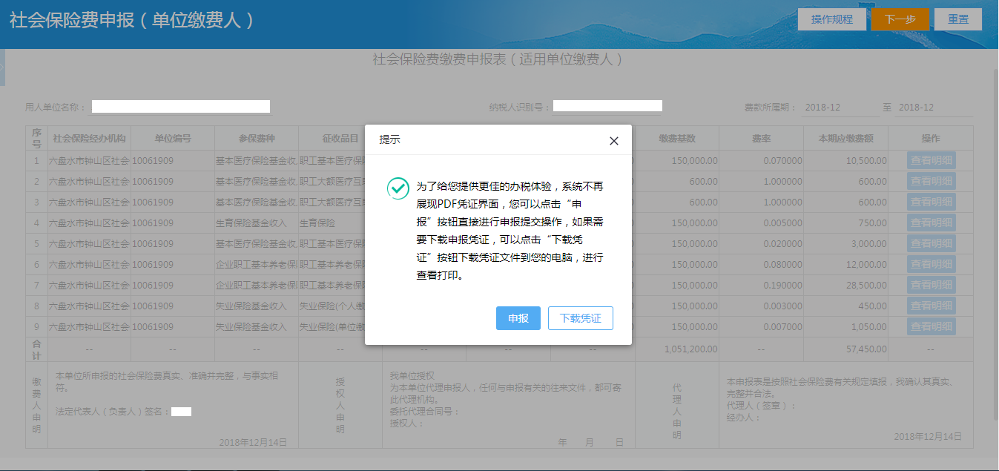 社会保险费申报（单位缴费人）
操作规程 下一步 重置
社会保险费缴费申报表（适用单位缴费人）
用人单位名称： 纳税人识别号： 费款所属期： 2018-12 至 2018-12
序号 社会保险经办机构 单位编号 参保费种 征收品目 缴费基数 费率 本期应缴费额 操作
1 六盘水市钟山区社会 10061909 基本医疗保险基金收 职工基本医疗保 150,000.00 0.070000 10,500.00 查看明细
2 六盘水市钟山区社会 10061909 基本医疗保险基金收 职工大额医疗互 600.00 1.000000 600.00 查看明细
3 六盘水市钟山区社会 10061909 基本医疗保险基金收 职工大额医疗互 600.00 1.000000 600.00 查看明细
4 六盘水市钟山区社会 10061909 生育保险基金收入 生育保险 150,000.00 0.005000 750.00 查看明细
5 六盘水市钟山区社会 10061909 基本医疗保险基金收 职工基本医疗保 150,000.00 0.020000 3,000.00 查看明细
6 六盘水市钟山区社会 10061909 企业职工基本养老保 职工基本养老保 150,000.00 0.080000 12,000.00 查看明细
7 六盘水市钟山区社会 10061909 企业职工基本养老保 职工基本养老保 150,000.00 0.190000 28,500.00 查看明细
8 六盘水市钟山区社会 10061909 失业保险基金收入 失业保险(个人缴 150,000.00 0.003000 450.00 查看明细
9 六盘水市钟山区社会 10061909 失业保险基金收入 失业保险(单位缴 150,000.00 0.007000 1,050.00 查看明细
合计 -- -- -- -- -- -- -- 1,051,200.00 -- 57,450.00 --
提示
为了给您提供更佳的办税体验，系统不再
展现PDF凭证界面，您可以点击“申
报”按钮直接进行申报提交操作，如果需
要下载申报凭证，可以点击“下载凭
证”按钮下载凭证文件到您的电脑，进行
查看打印。
申报 下载凭证
缴费人申明
本单位所申报的社会保险费真实、准确并完整，与事实相
符。
法定代表人（负责人）签名：
2018年12月14日
授权人申明
我单位授权
为本单位代理申报人，任何与申报有关的往来文件，都可寄
此代理机构。
委托代理合同号：
授权人：
年 月 日
代理人申明
本申报表是按照社会保险费有关规定填报，我确认其真实、
完整并合法。
代理人（签章）：
经办人：
2018年12月14日